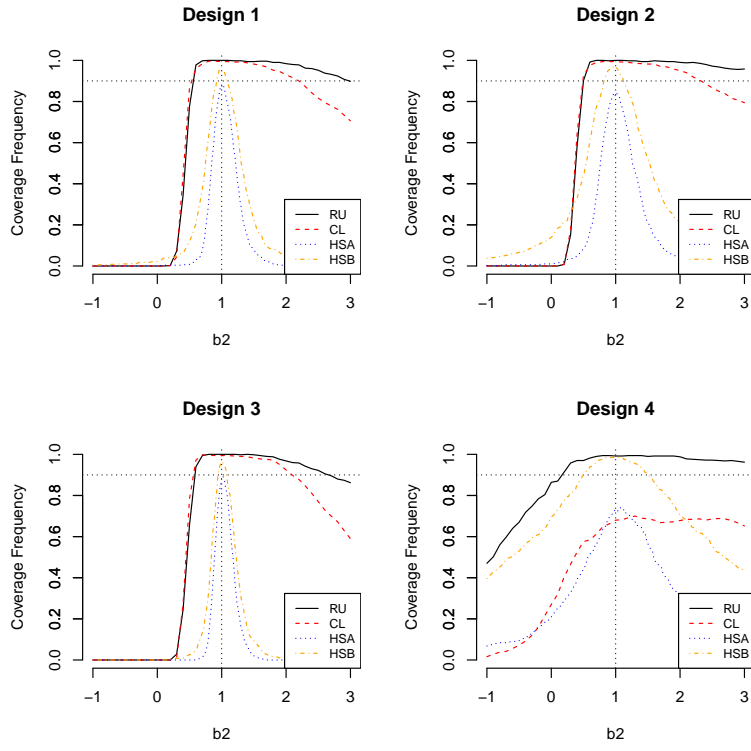 Design 1
Coverage Frequency
1.0
0.8
0.6
0.4
0.2
0.0
−1 0 1 2 3
b2
RU
CL
HSA
HSB
Design 2
Coverage Frequency
1.0
0.8
0.6
0.4
0.2
0.0
−1 0 1 2 3
b2
RU
CL
HSA
HSB
Design 3
Coverage Frequency
1.0
0.8
0.6
0.4
0.2
0.0
−1 0 1 2 3
b2
RU
CL
HSA
HSB
Design 4
Coverage Frequency
1.0
0.8
0.6
0.4
0.2
0.0
−1 0 1 2 3
b2
RU
CL
HSA
HSB